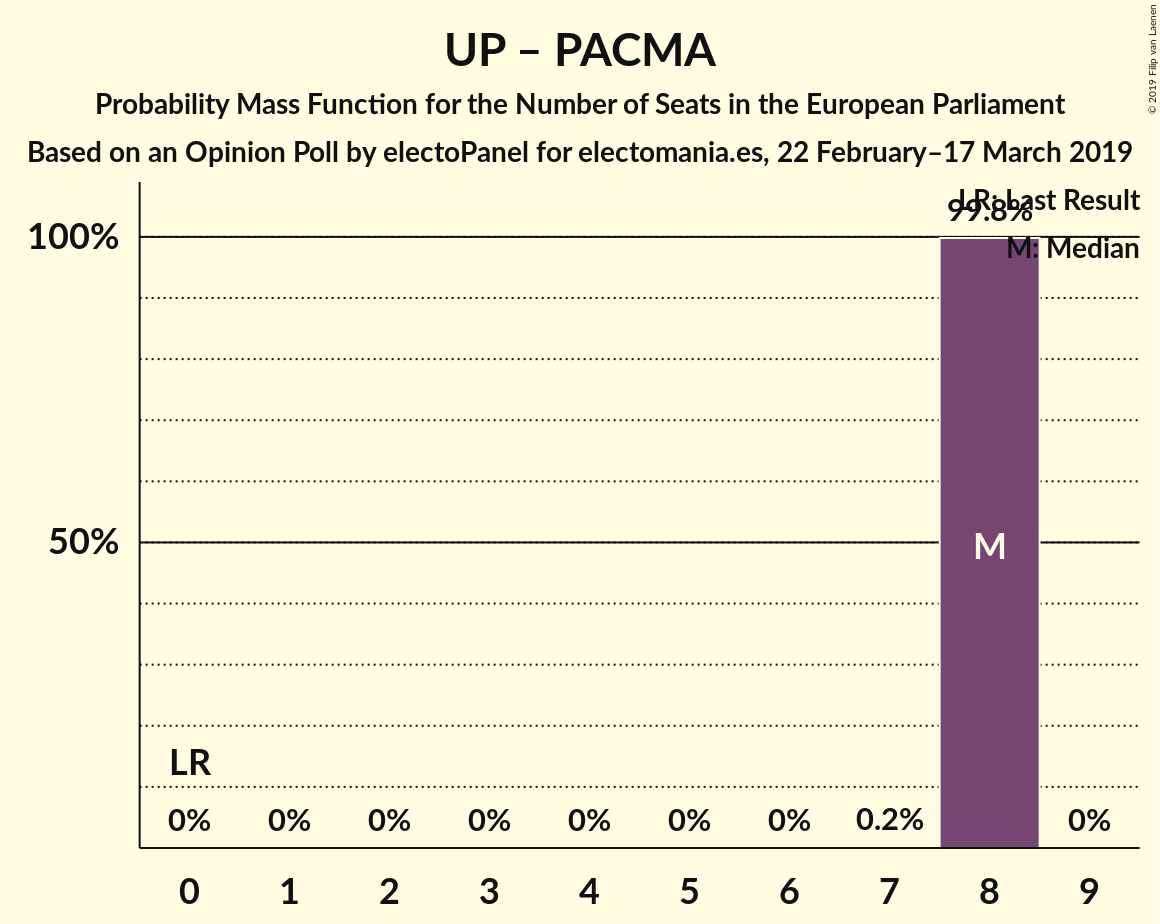 UP – PACMA
Probability Mass Function for the Number of Seats in the European Parliament
Based on an Opinion Poll by electoPanel for electomania.es, 22 February–17 March 2019
© 2019 Filip van Laenen
LR: Last Result
99.8%
M: Median
100%
50%
M
LR
0% 0% 0% 0% 0% 0% 0% 0.2% 0%
0 1 2 3 4 5 6 7 8 9